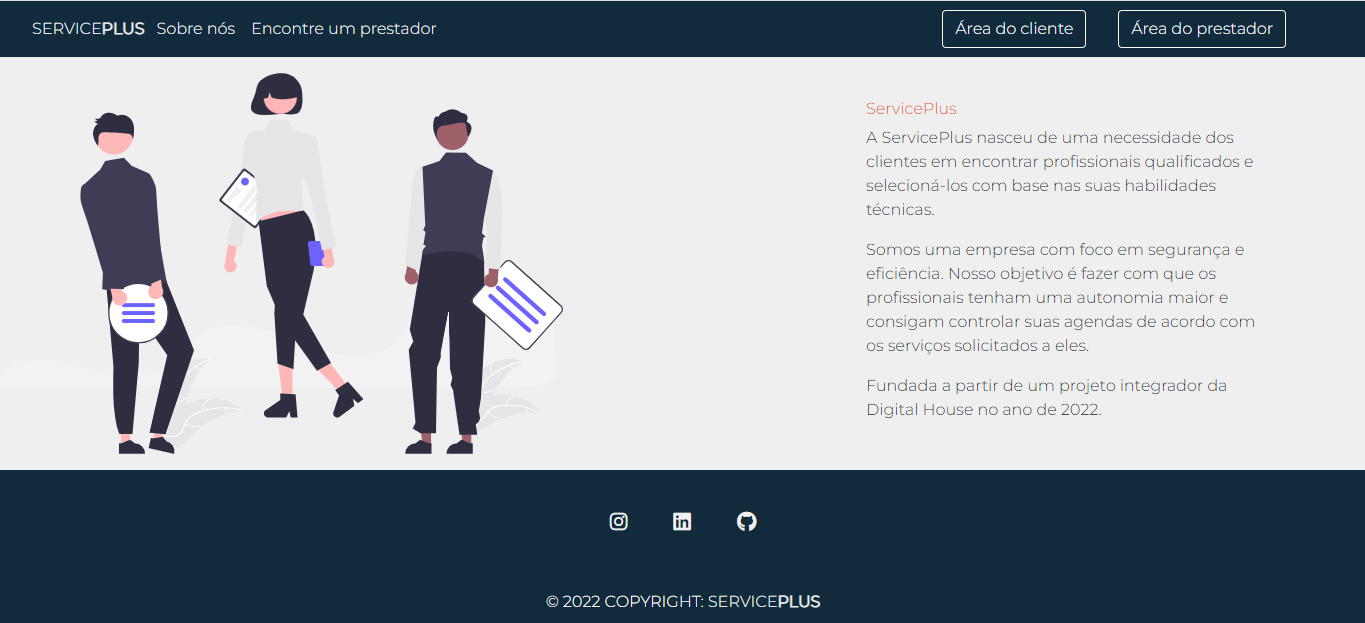 SERVICEPLUS Sobre nós Encontre um prestador Área do cliente Área do prestador
ServicePlus
A ServicePlus nasceu de uma necessidade dos
clientes em encontrar profissionais qualificados e
selecioná-los com base nas suas habilidades
técnicas.
Somos uma empresa com foco em segurança e
eficiência. Nosso objetivo é fazer com que os
profissionais tenham uma autonomia maior e
consigam controlar suas agendas de acordo com
os serviços solicitados a eles.
Fundada a partir de um projeto integrador da
Digital House no ano de 2022.
in
© 2022 COPYRIGHT: SERVICEPLUS